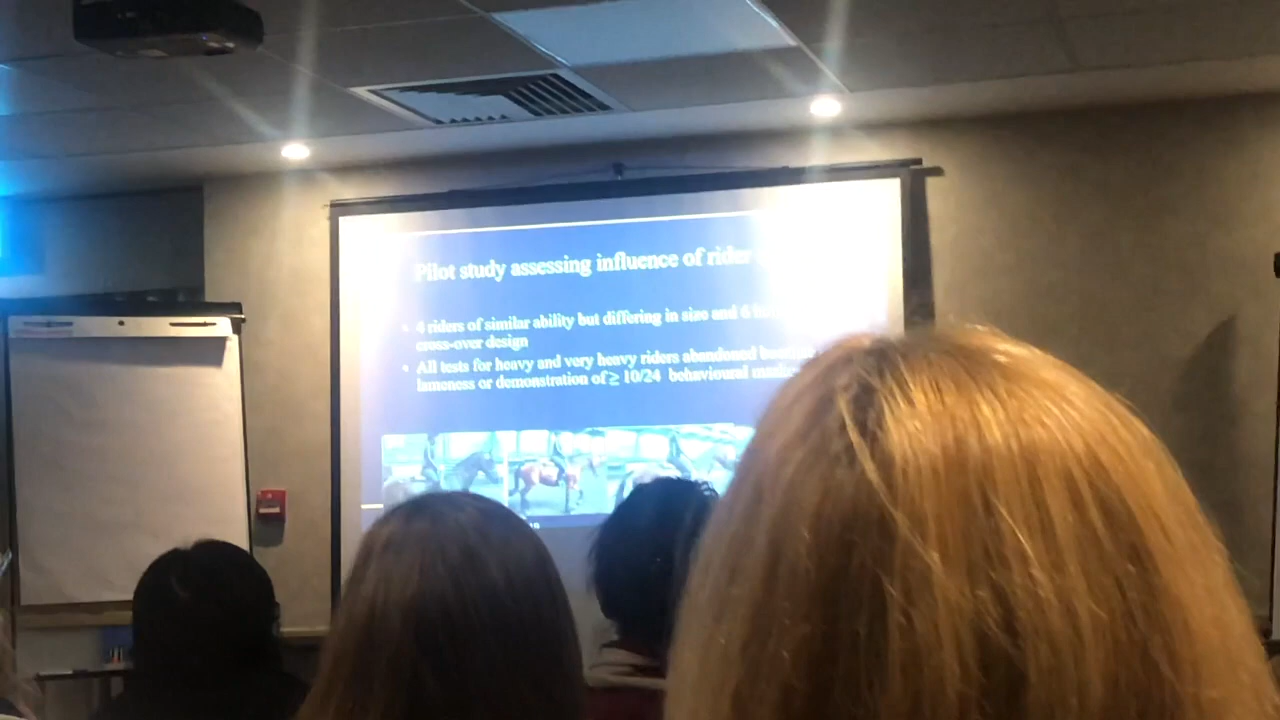 Pilot study assessing influence of rider
• 4 riders of similar ability but differing in size and 6
cross-over design
• All tests for heavy and very heavy riders abandoned
lameness or demonstration of ≥ 10/24 behavioural